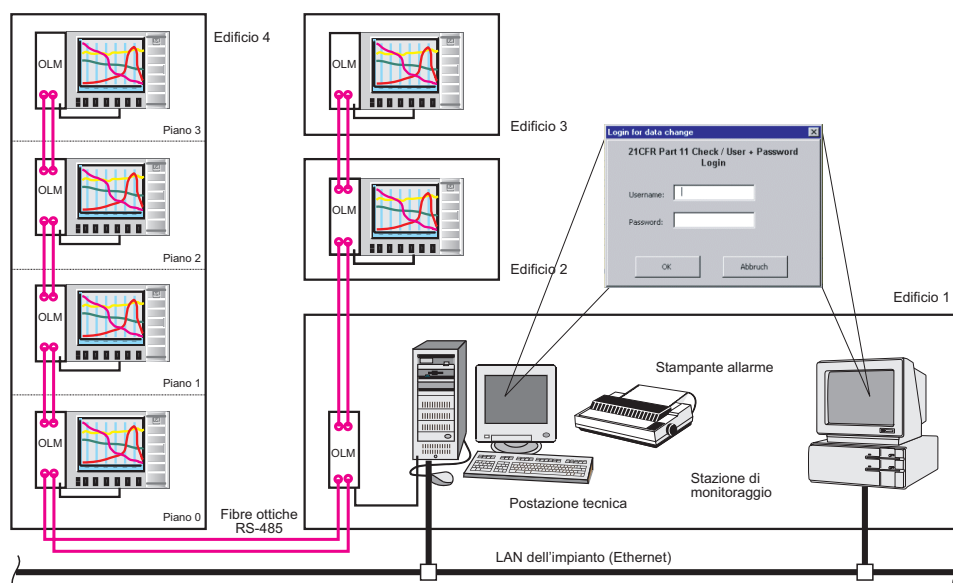 Edificio 4
OLM
Piano 3
OLM
Piano 2
OLM
Piano 1
OLM
Piano 0
OLM
Edificio 3
OLM
Edificio 2
Login for data change
21CFR Part 11 Check / User + Password
Login
Username:
Password:
OK
Abbruch
Edificio 1
OLM
Stampante allarme
Postazione tecnica
Stazione di
monitoraggio
Fibre ottiche
RS-485
LAN dell'impianto (Ethernet)